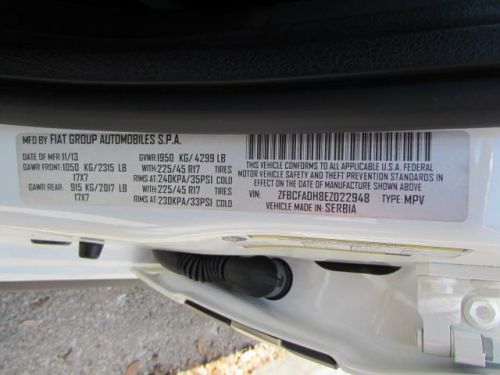 MFD BY FIAT GROUP AUTOMOBILES S.P.A.
DATE OF MFR:11/13 GVWR:1950 KG/4299 LB
GAWR FRONT:1050 KG/2315 LB WITH:225/45 R17 TIRES
17X7 RIMS AT:240KPA/35PSI COLD
GAWR REAR: 915 KG/2017 LB WITH:225/45 R17 TIRES
17X7 RIMS AT:230KPA/33PSI COLD
THIS VEHICLE CONFORMS TO ALL APPLICABLE U.S.A. FEDERAL
MOTOR VEHICLE SAFETY AND THEFT PREVENTION STANDARDS IN
EFFECT ON THE DATE OF MANUFACTURE SHOWN ABOVE
VIN: ZFBCFADH8EZ022948 TYPE: MPV
VEHICLE MADE IN: SERBIA